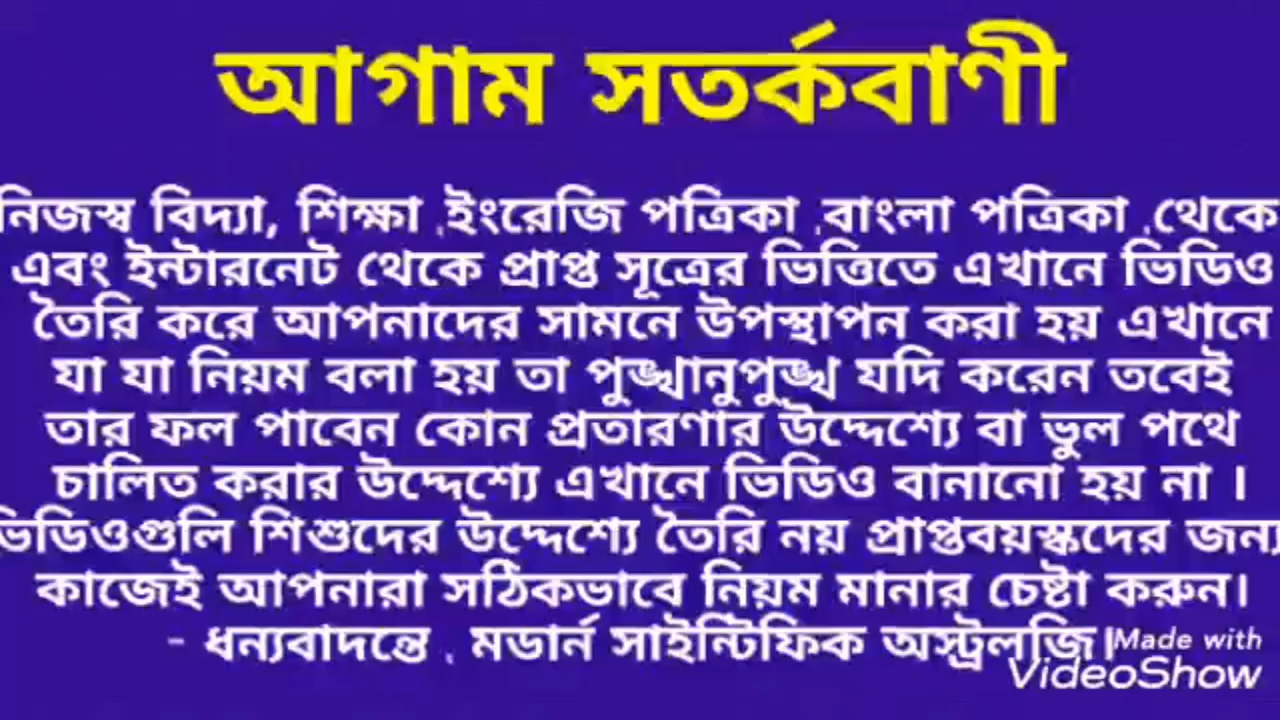 আগাম সতর্কবাণী
নিজস্ব বিদ্যা, শিক্ষা ,ইংরেজি পত্রিকা ,বাংলা পত্রিকা ,থেকে
এবং ইন্টারনেট থেকে প্রাপ্ত সূত্রের ভিত্তিতে এখানে ভিডিও
তৈরি করে আপনাদের সামনে উপস্থাপন করা হয় এখানে
যা যা নিয়ম বলা হয় তা পুঙ্খানুপুঙ্খ যদি করেন তবেই
তার ফল পাবেন কোন প্রতারণার উদ্দেশ্যে বা ভুল পথে
চালিত করার উদ্দেশ্যে এখানে ভিডিও বানানো হয় না ।
ভিডিওগুলি শিশুদের উদ্দেশ্যে তৈরি নয় প্রাপ্তবয়স্কদের জন্য
কাজেই আপনারা সঠিকভাবে নিয়ম মানার চেষ্টা করুন।
- ধন্যবাদন্তে , মডার্ন সাইন্টিফিক অস্ট্রলজি।
Made with
VideoShow